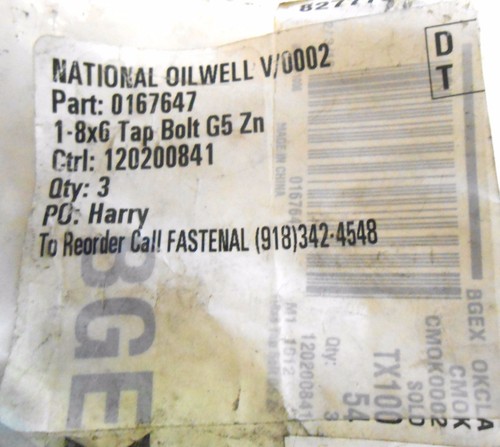 NATIONAL OILWELL V/0002
Part: 0167647
1-8x6 Tap Bolt G5 Zn
Ctrl: 120200841
Qty: 3
PO: Harry
To Reorder Call FASTENAL (918)342-4548
D
T
MADE IN CHINA
BGEX OKCLA
CMOK
CMOK0002
SOLD
TX100
54
Qty: 3
120200841
BGE